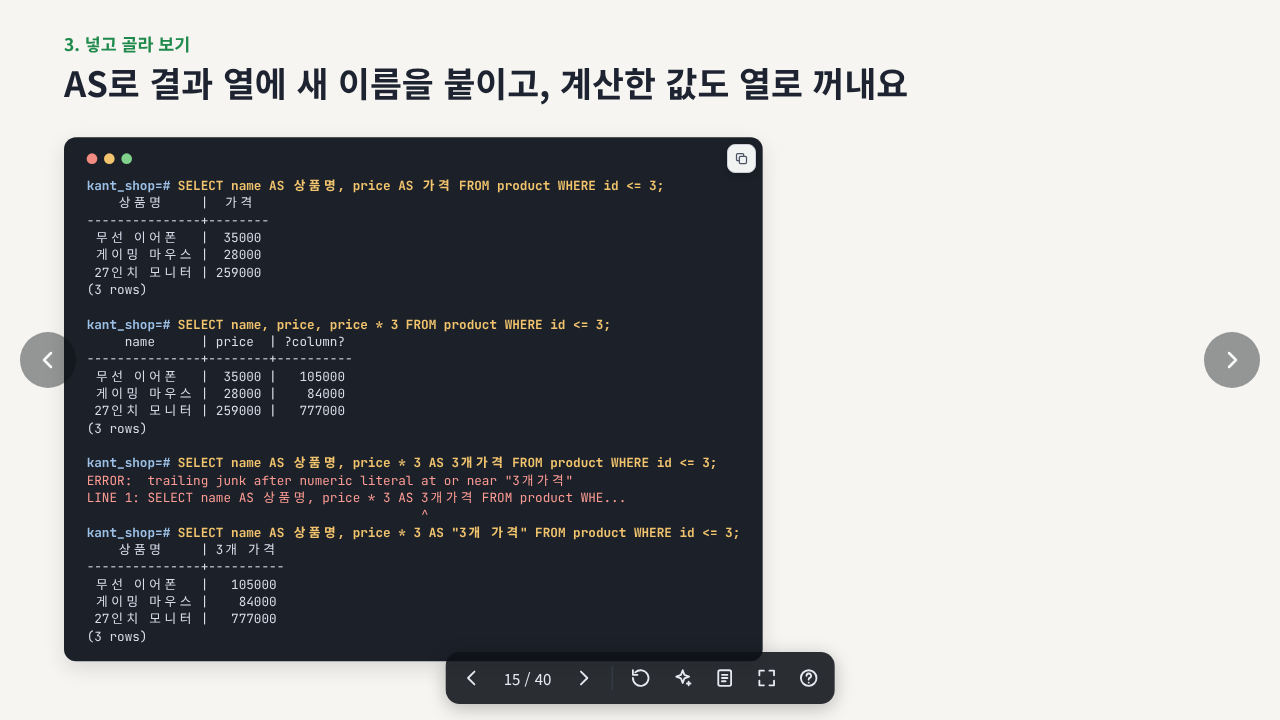 3. 넣고 골라 보기
AS로 결과 열에 새 이름을 붙이고, 계산한 값도 열로 꺼내요
kant_shop=# SELECT name AS 상품명, price AS 가격 FROM product WHERE id <= 3;
    상품명     |  가격
---------------+--------
 무선 이어폰   |  35000
 게이밍 마우스 |  28000
 27인치 모니터 | 259000
(3 rows)
kant_shop=# SELECT name, price, price * 3 FROM product WHERE id <= 3;
     name      | price  | ?column?
---------------+--------+----------
 무선 이어폰   |  35000 |   105000
 게이밍 마우스 |  28000 |    84000
 27인치 모니터 | 259000 |   777000
(3 rows)
kant_shop=# SELECT name AS 상품명, price * 3 AS 3개가격 FROM product WHERE id <= 3;
ERROR:  trailing junk after numeric literal at or near "3개가격"
LINE 1: SELECT name AS 상품명, price * 3 AS 3개가격 FROM product WHE...
                                            ^
kant_shop=# SELECT name AS 상품명, price * 3 AS "3개 가격" FROM product WHERE id <= 3;
    상품명     | 3개 가격
---------------+----------
 무선 이어폰   |   105000
 게이밍 마우스 |    84000
 27인치 모니터 |   777000
(3 rows)
15 / 40